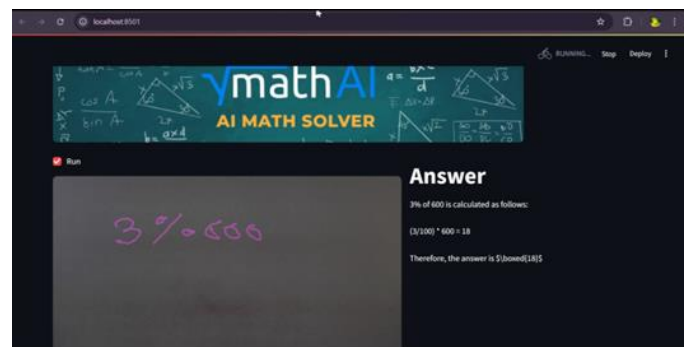 localhost:8501
RUNNING... Stop Deploy
√mathAI
AI MATH SOLVER
Run
Answer
3% of 600 is calculated as follows:
(3/100) * 600 = 18
Therefore, the answer is $\boxed{18}$
3% 600